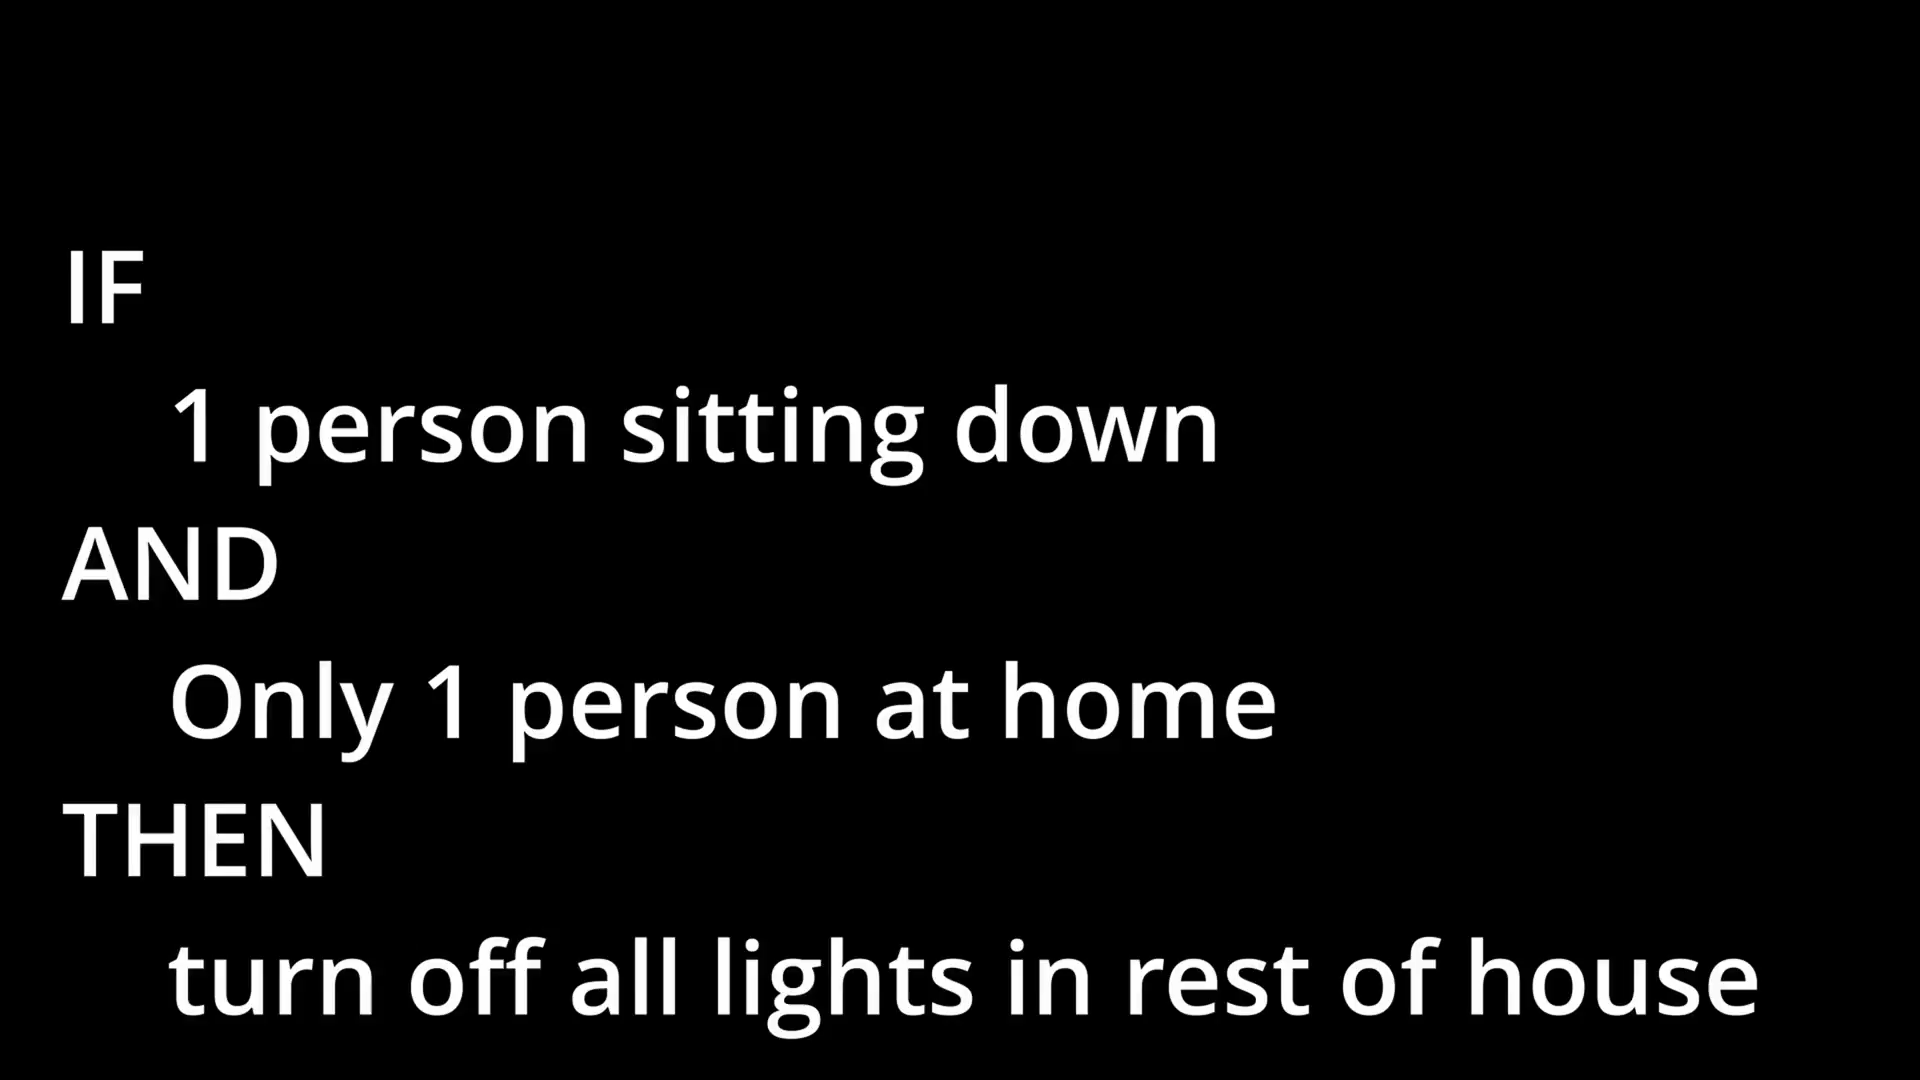 IF
1 person sitting down
AND
Only 1 person at home
THEN
turn off all lights in rest of house